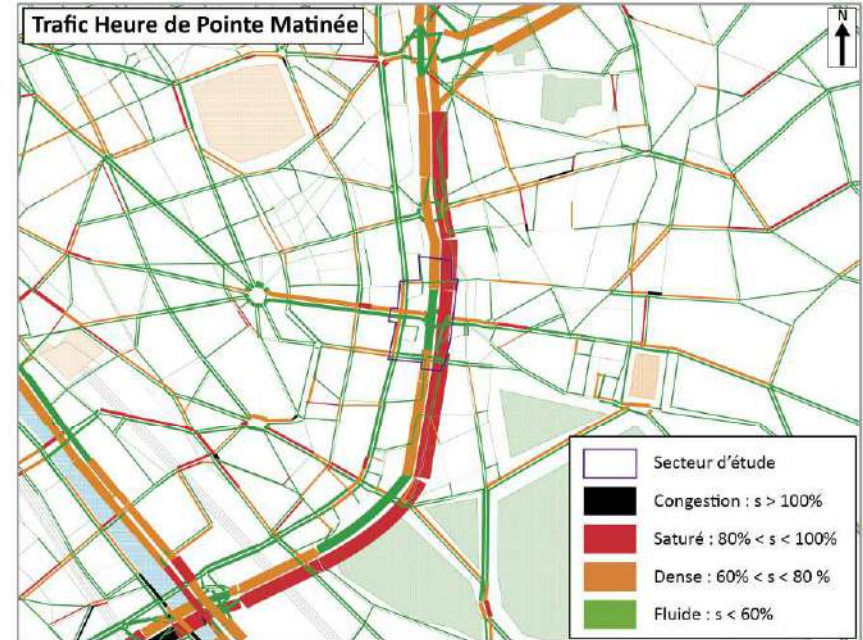 Trafic Heure de Pointe Matinée
N
Secteur d'étude
Congestion : s > 100%
Saturé : 80% < s < 100%
Dense : 60% < s < 80 %
Fluide : s < 60%